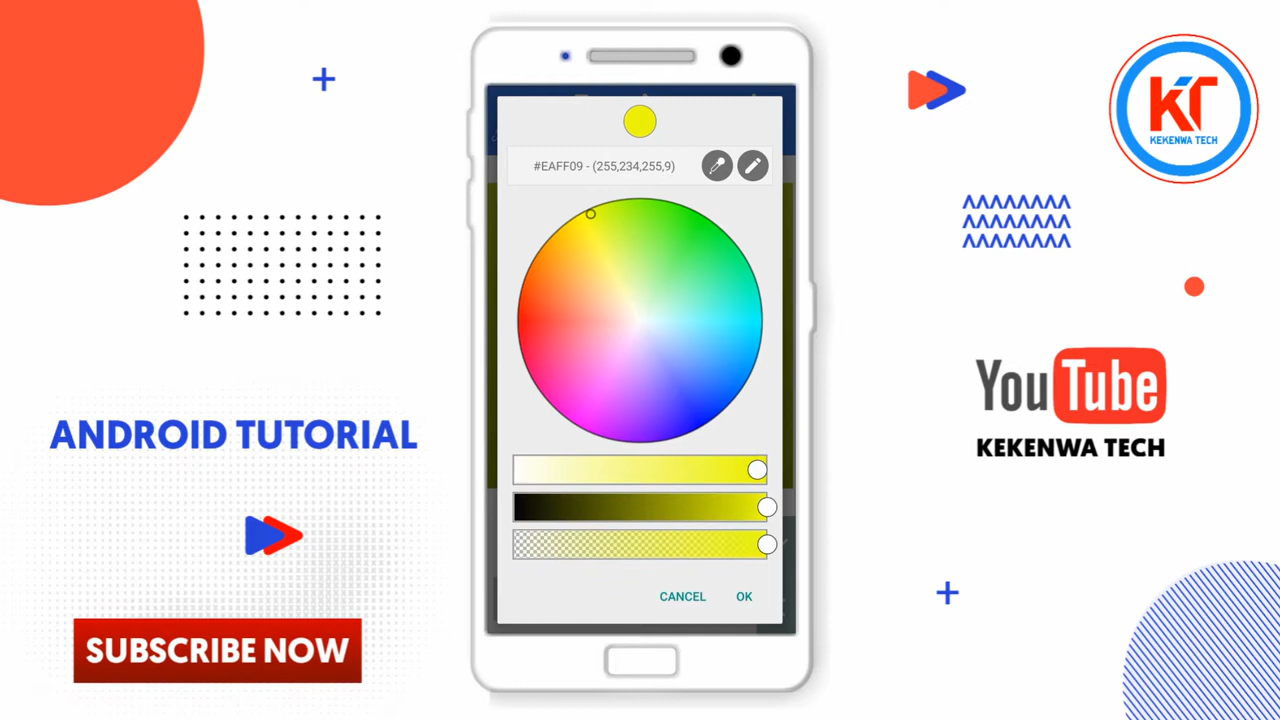 KT
KEKENWA TECH
#EAFF09 - (255,234,255,9)
YouTube
KEKENWA TECH
ANDROID TUTORIAL
CANCEL OK
SUBSCRIBE NOW